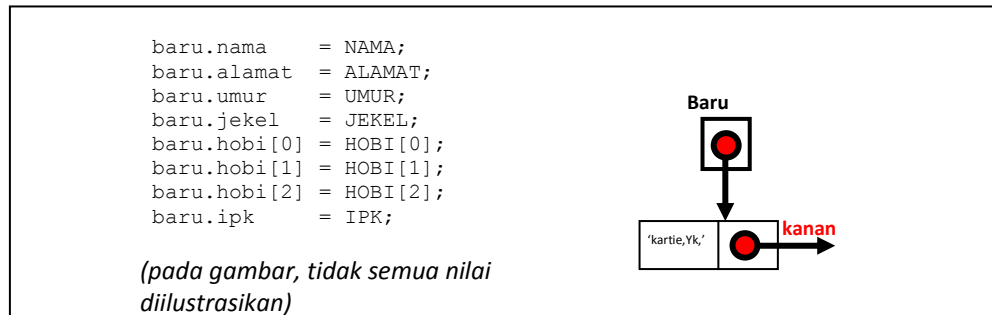 baru.nama = NAMA;
baru.alamat = ALAMAT;
baru.umur = UMUR;
baru.jekel = JEKEL;
baru.hobi[0] = HOBI[0];
baru.hobi[1] = HOBI[1];
baru.hobi[2] = HOBI[2];
baru.ipk = IPK;
(pada gambar, tidak semua nilai
diilustrasikan)
Baru
kanan
‘kartie,Yk,’